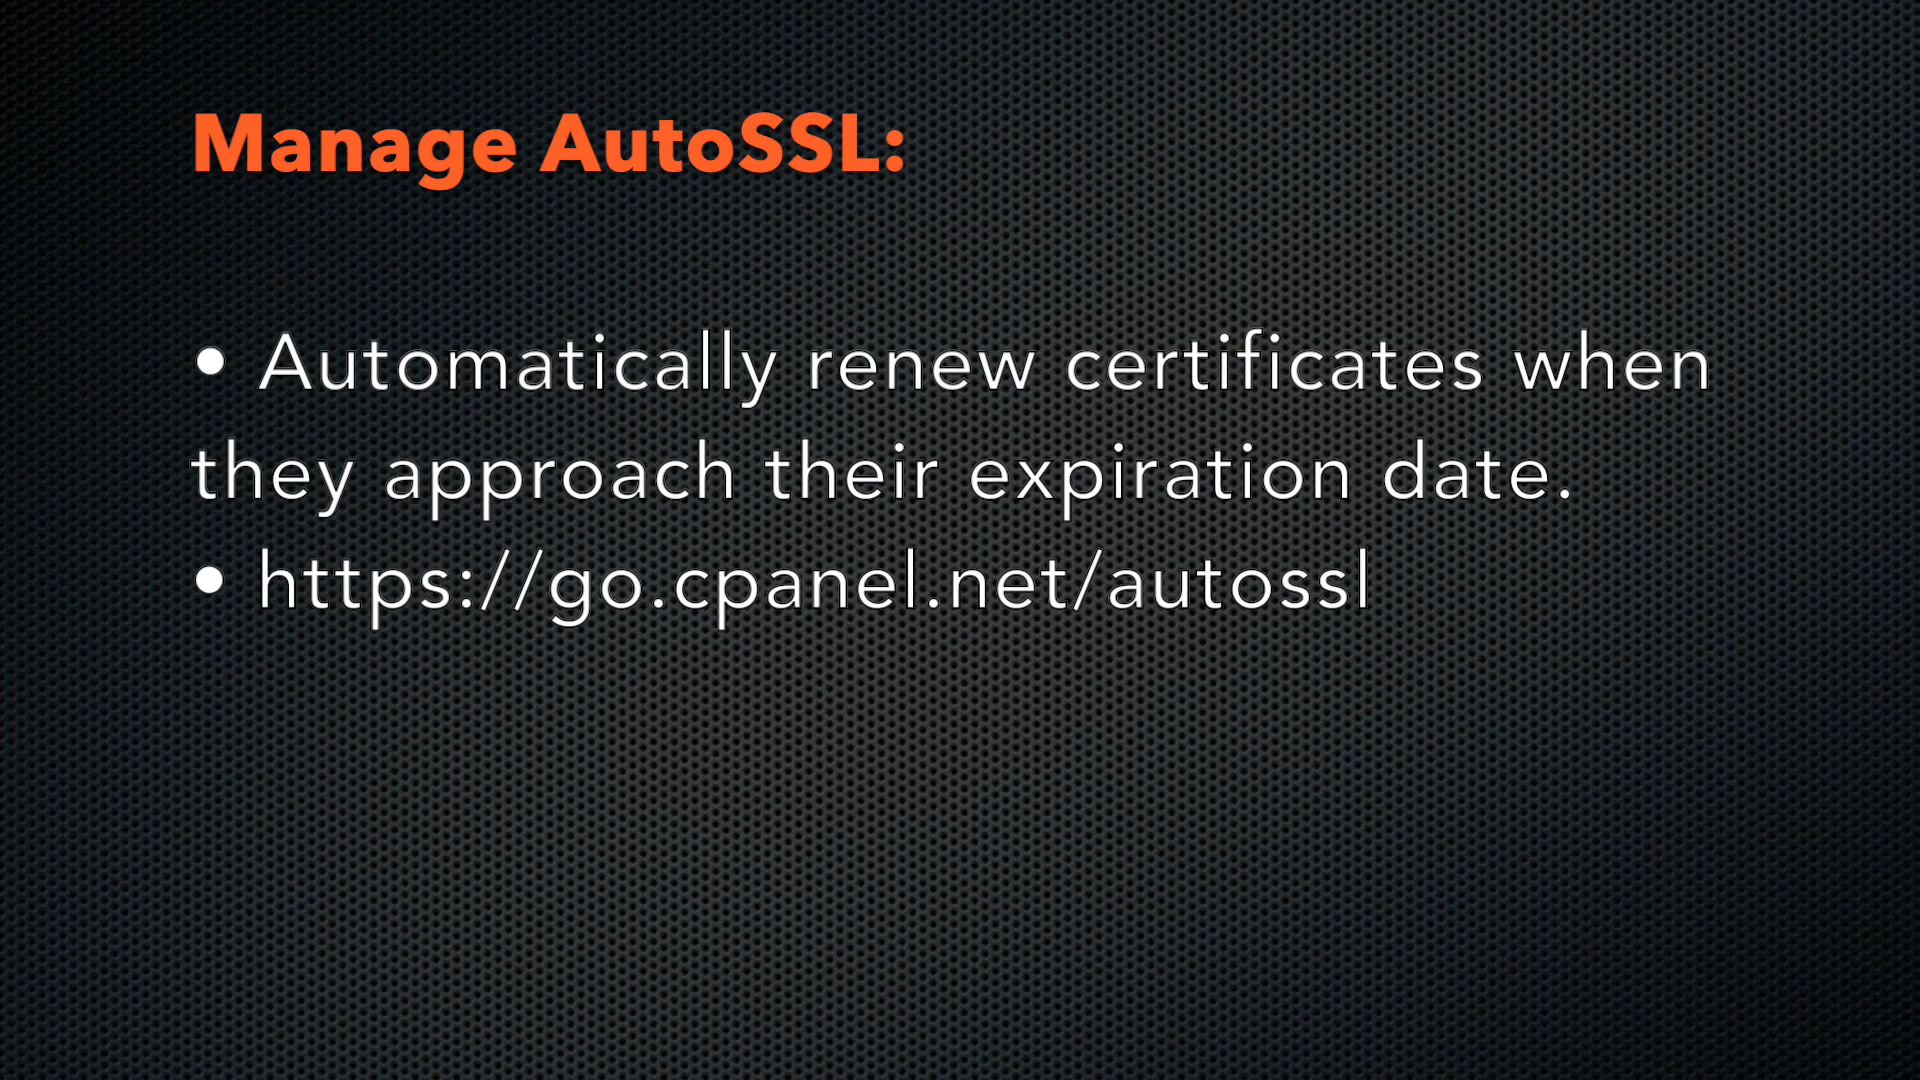 Manage AutoSSL:
• Automatically renew certificates when
they approach their expiration date.
• https://go.cpanel.net/autossl